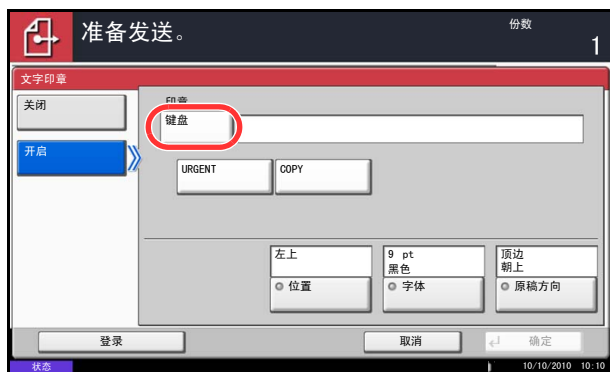 准备发送。
份数
1
文字印章
关闭
印章
键盘
开启
URGENT
COPY
左上
9 pt
黑色
顶边
朝上
位置
字体
原稿方向
登录
取消
确定
状态
10/10/2010 10:10